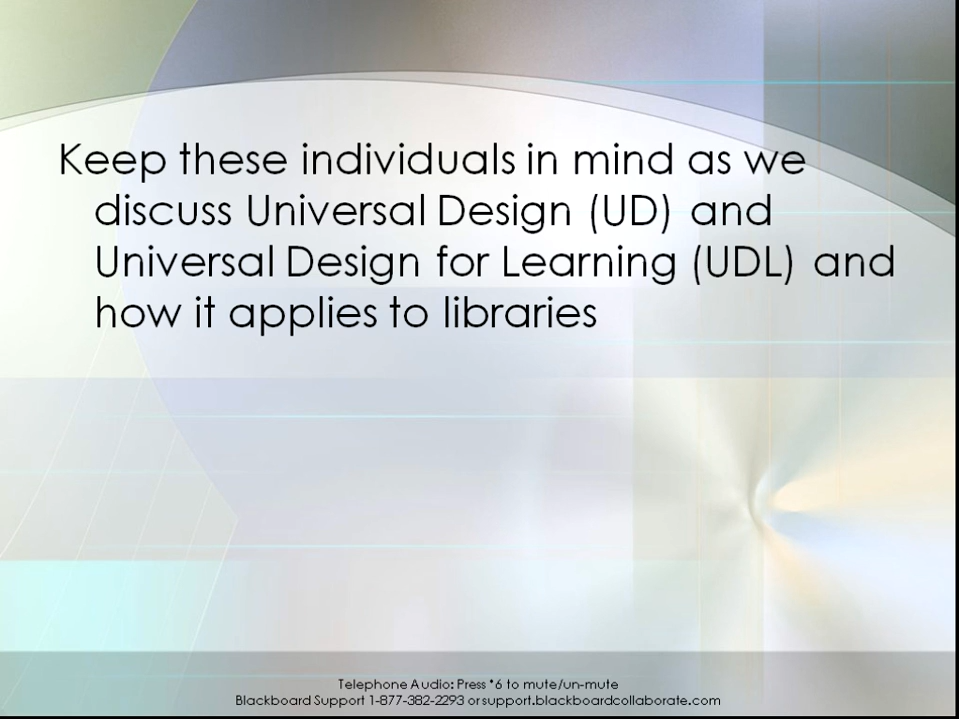 Keep these individuals in mind as we
discuss Universal Design (UD) and
Universal Design for Learning (UDL) and
how it applies to libraries
Telephone Audio: Press *6 to mute/un-mute
Blackboard Support 1-877-382-2293 orsupport.blackboardcollaborate.com